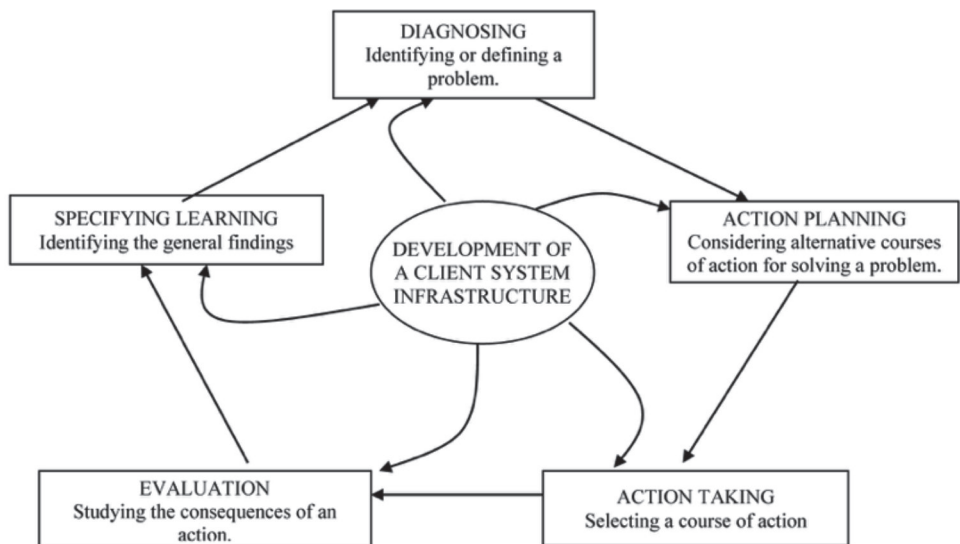 DIAGNOSING
Identifying or defining a
problem.
SPECIFYING LEARNING
Identifying the general findings
DEVELOPMENT OF
A CLIENT SYSTEM
INFRASTRUCTURE
ACTION PLANNING
Considering alternative courses
of action for solving a problem.
EVALUATION
Studying the consequences of an
action.
ACTION TAKING
Selecting a course of action